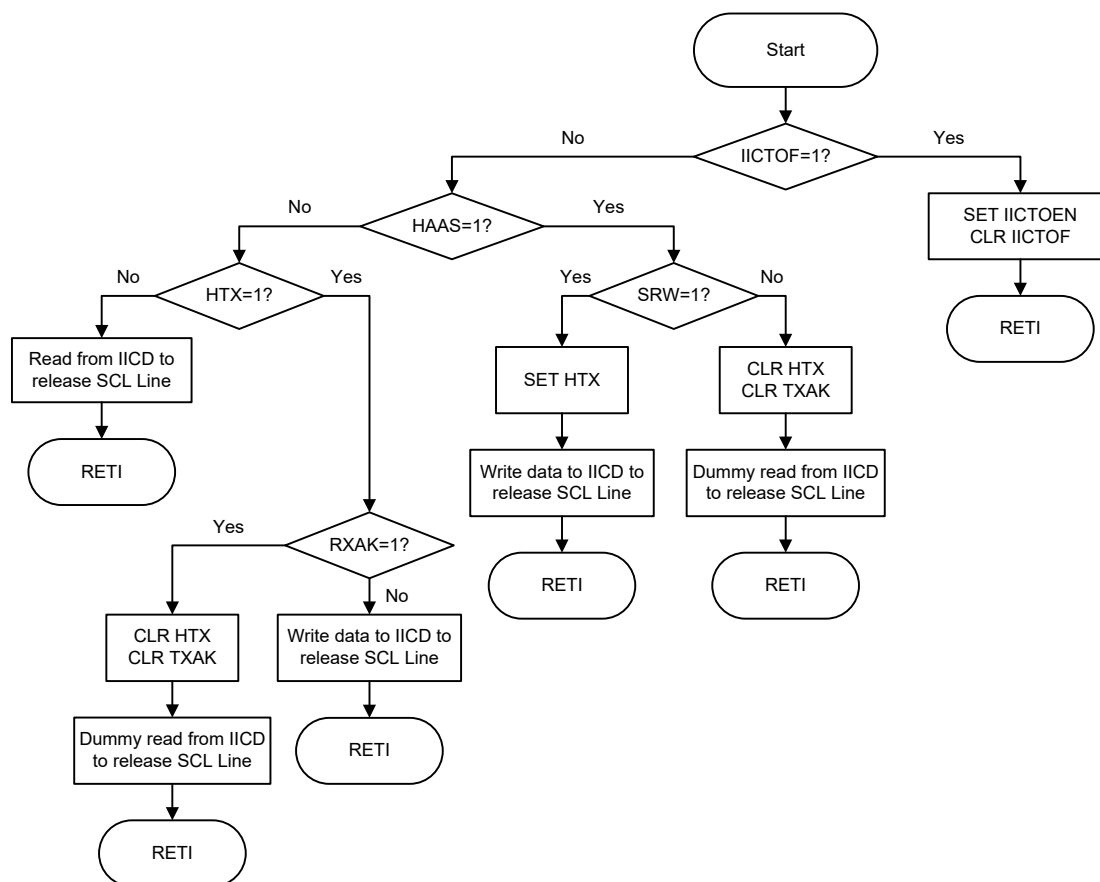 Start
No
IICTOF=1?
Yes
No
HAAS=1?
Yes
SET IICTOEN
CLR IICTOF
No
HTX=1?
Yes
Yes
SRW=1?
No
RETI
Read from IICD to
release SCL Line
SET HTX
CLR HTX
CLR TXAK
RETI
Write data to IICD to
release SCL Line
Dummy read from IICD
to release SCL Line
Yes
RXAK=1?
No
RETI
RETI
CLR HTX
CLR TXAK
Write data to IICD to
release SCL Line
Dummy read from IICD
to release SCL Line
RETI
RETI